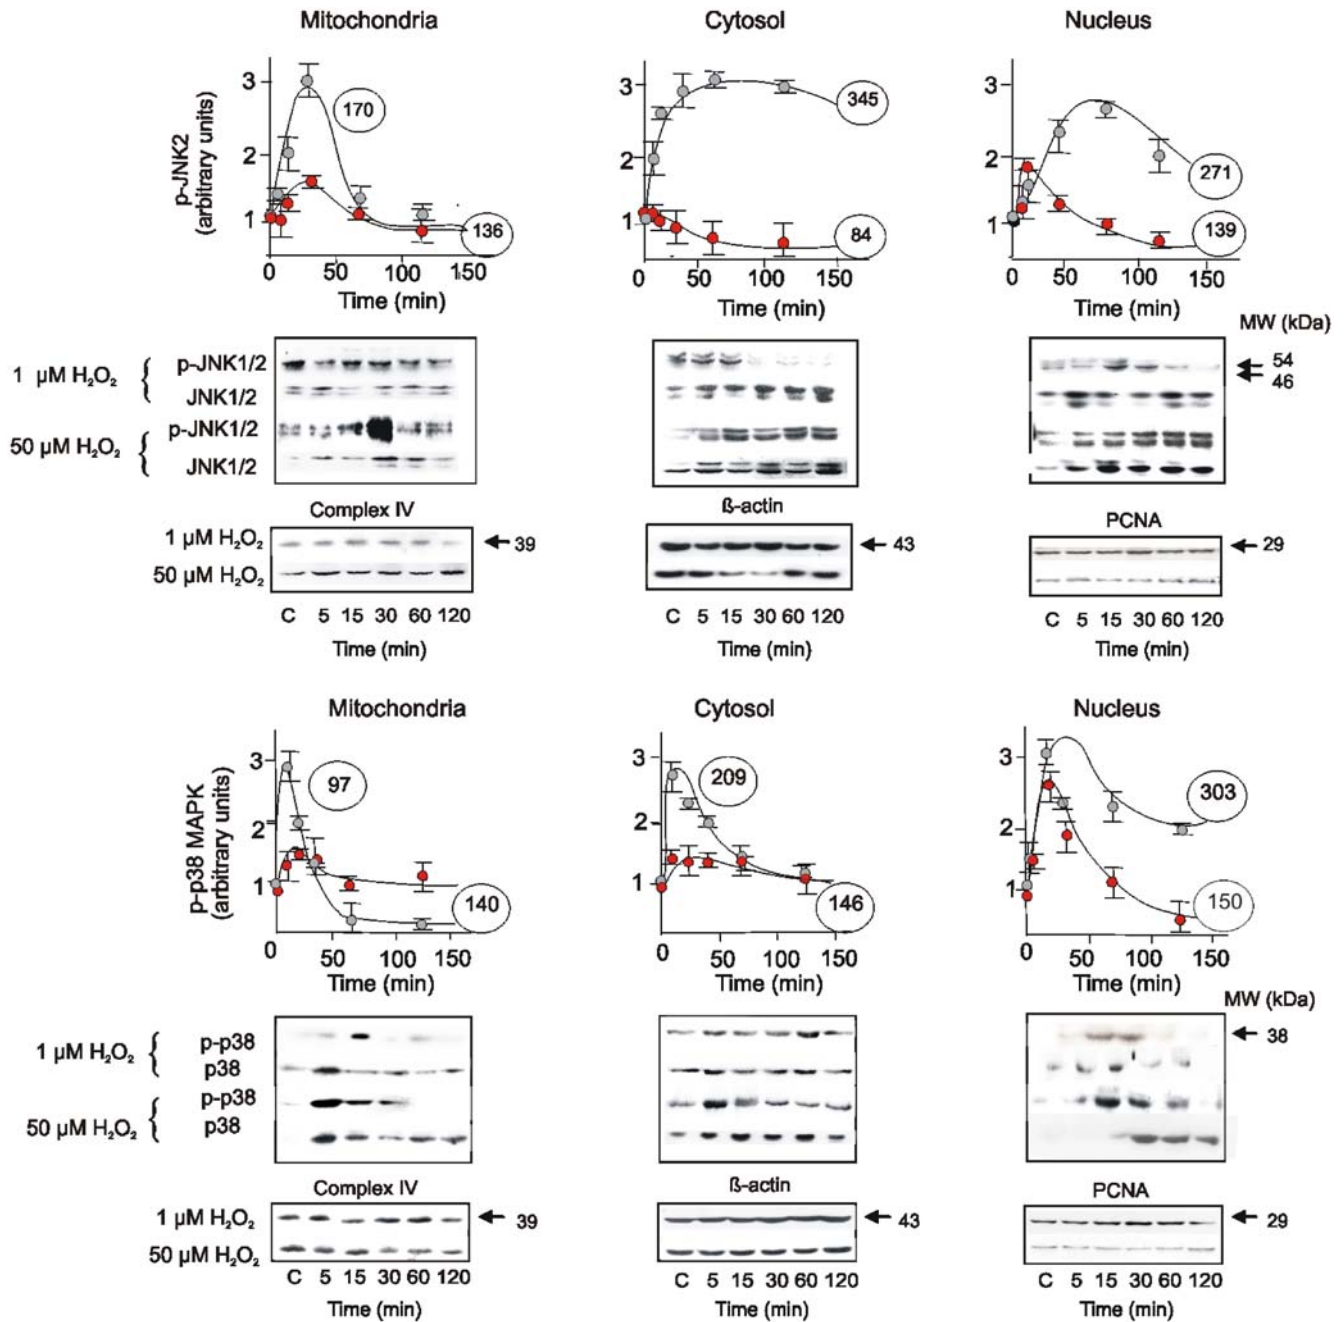 Mitochondria Cytosol Nucleus
p-JNK2
(arbitrary units)
3 3 3
2 2 2
1 1 1
170 345 271
136 84 139
0 50 100 150 0 50 100 150 0 50 100 150
Time (min) Time (min) Time (min)
MW (kDa)
1 µM H₂O₂ { p-JNK1/2
JNK1/2
50 µM H₂O₂ { p-JNK1/2
JNK1/2
54
46
Complex IV ß-actin PCNA
1 µM H₂O₂ 39 43 29
50 µM H₂O₂
C 5 15 30 60 120 C 5 15 30 60 120 C 5 15 30 60 120
Time (min) Time (min) Time (min)
Mitochondria Cytosol Nucleus
p-p38 MAPK
(arbitrary units)
3 3 3
2 2 2
1 1 1
97 209 303
140 146 150
0 50 100 150 0 50 100 150 0 50 100 150
Time (min) Time (min) Time (min)
MW (kDa)
1 µM H₂O₂ { p-p38
p38
50 µM H₂O₂ { p-p38
p38
38
Complex IV ß-actin PCNA
1 µM H₂O₂ 39 43 29
50 µM H₂O₂
C 5 15 30 60 120 C 5 15 30 60 120 C 5 15 30 60 120
Time (min) Time (min) Time (min)